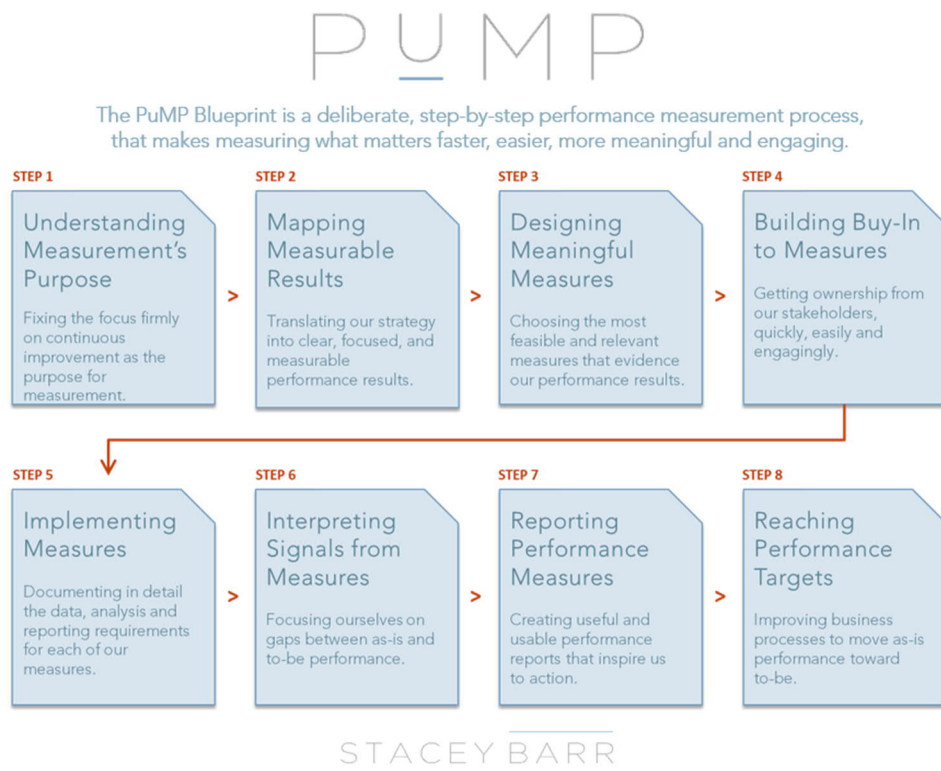 PuMP
The PuMP Blueprint is a deliberate, step-by-step performance measurement process,
that makes measuring what matters faster, easier, more meaningful and engaging.
STEP 1
Understanding
Measurement's
Purpose
Fixing the focus firmly
on continuous
improvement as the
purpose for
measurement.
>
STEP 2
Mapping
Measurable
Results
Translating our strategy
into clear, focused, and
measurable
performance results.
>
STEP 3
Designing
Meaningful
Measures
Choosing the most
feasible and relevant
measures that evidence
our performance results.
>
STEP 4
Building Buy-In
to Measures
Getting ownership from
our stakeholders,
quickly, easily and
engagingly.
STEP 5
Implementing
Measures
Documenting in detail
the data, analysis and
reporting requirements
for each of our
measures.
>
STEP 6
Interpreting
Signals from
Measures
Focusing ourselves on
gaps between as-is and
to-be performance.
>
STEP 7
Reporting
Performance
Measures
Creating useful and
usable performance
reports that inspire us
to action.
>
STEP 8
Reaching
Performance
Targets
Improving business
processes to move as-is
performance toward
to-be.
STACEY BARR